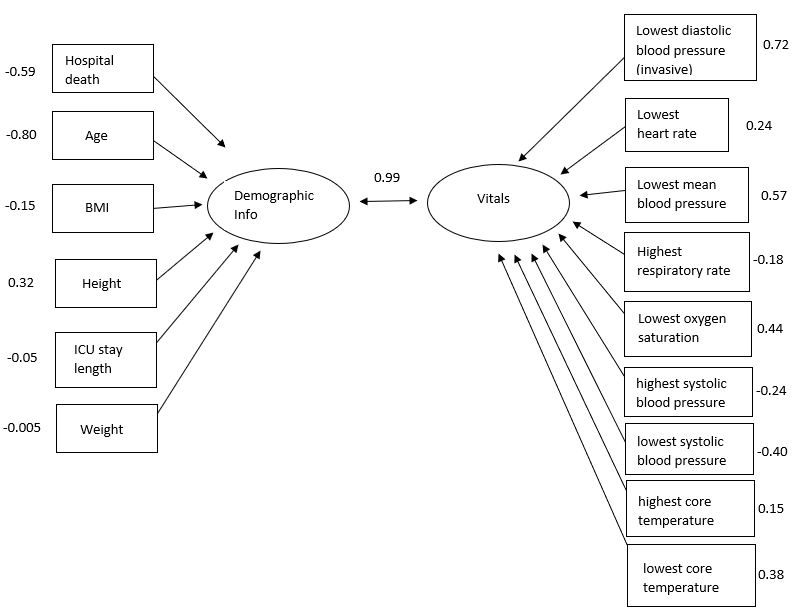 -0.59
Hospital
death
-0.80
Age
-0.15
BMI
0.32
Height
-0.05
ICU stay
length
-0.005
Weight
Demographic
Info
0.99
Vitals
Lowest diastolic
blood pressure
(invasive)
0.72
Lowest
heart rate
0.24
Lowest mean
blood pressure
0.57
Highest
respiratory rate
-0.18
Lowest oxygen
saturation
0.44
highest systolic
blood pressure
-0.24
lowest systolic
blood pressure
-0.40
highest core
temperature
0.15
lowest core
temperature
0.38